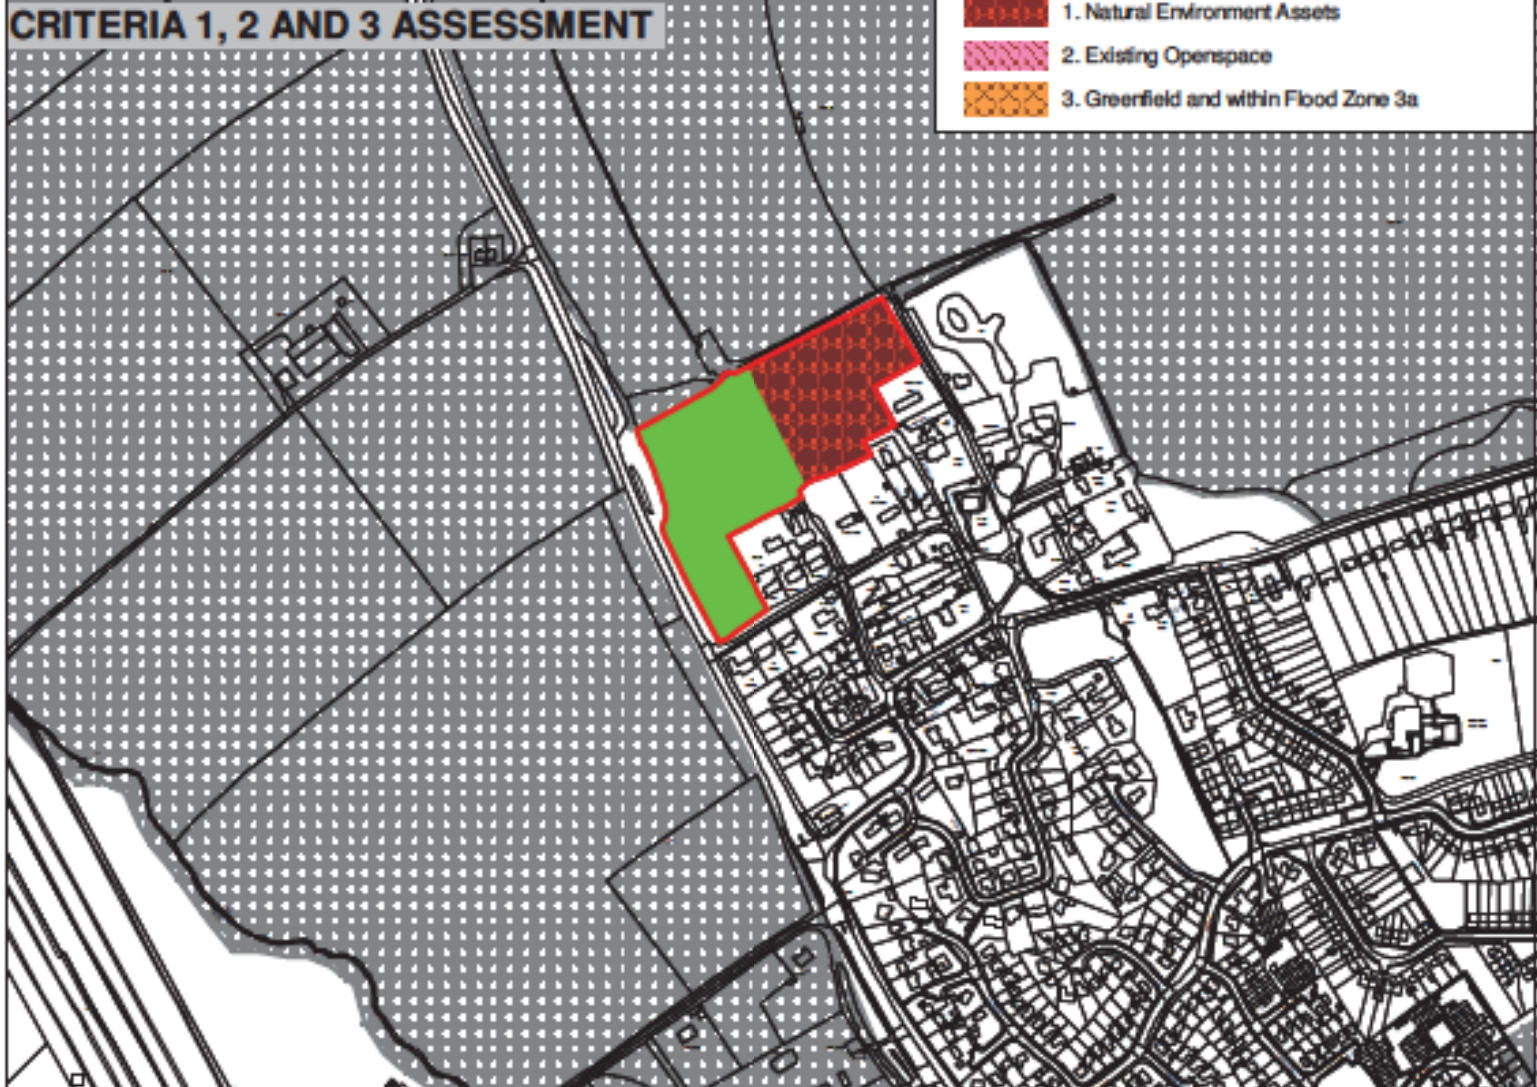 CRITERIA 1, 2 AND 3 ASSESSMENT
1. Natural Environment Assets
2. Existing Openspace
3. Greenfield and within Flood Zone 3a